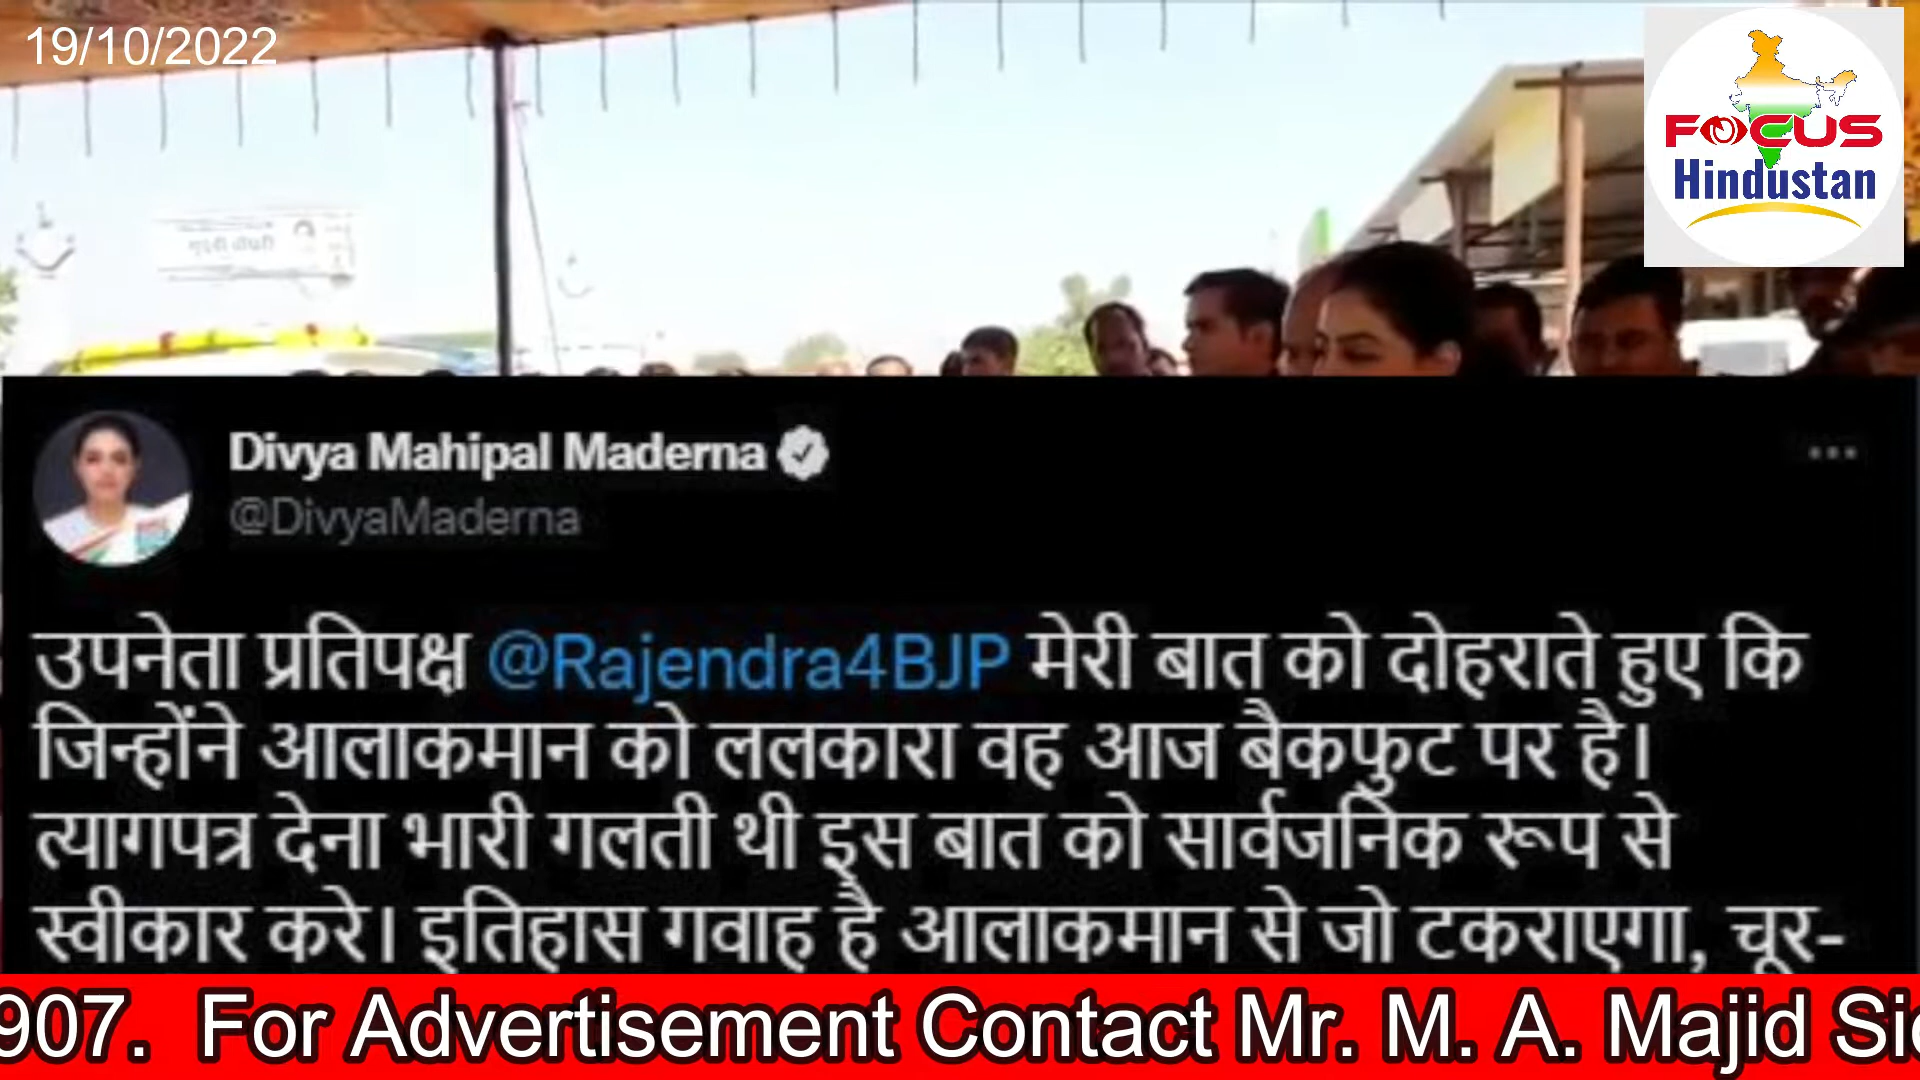 19/10/2022
FOCUS
Hindustan
Divya Mahipal Maderna
@DivyaMaderna
उपनेता प्रतिपक्ष @Rajendra4BJP मेरी बात को दोहराते हुए कि
जिन्होंने आलाकमान को ललकारा वह आज बैकफुट पर है।
त्यागपत्र देना भारी गलती थी इस बात को सार्वजनिक रूप से
स्वीकार करे। इतिहास गवाह है आलाकमान से जो टकराएगा, चूर-
907. For Advertisement Contact Mr. M. A. Majid Sid